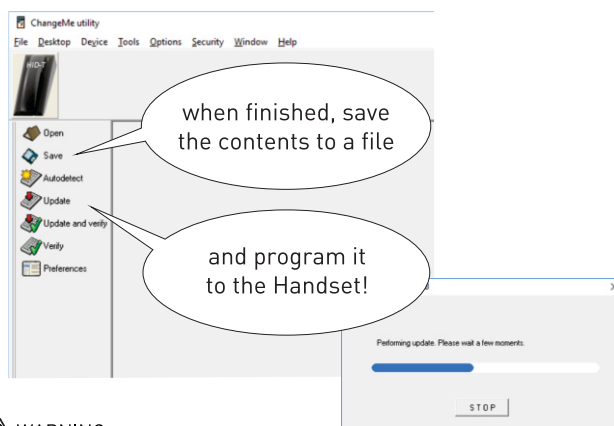 ChangeMe utility
File Desktop Device Tools Options Security Window Help
HID-T
when finished, save
the contents to a file
Open
Save
Autodetect
Update
Update and verify
Verify
Preferences
and program it
to the Handset!
Performing update. Please wait a few moments.
STOP